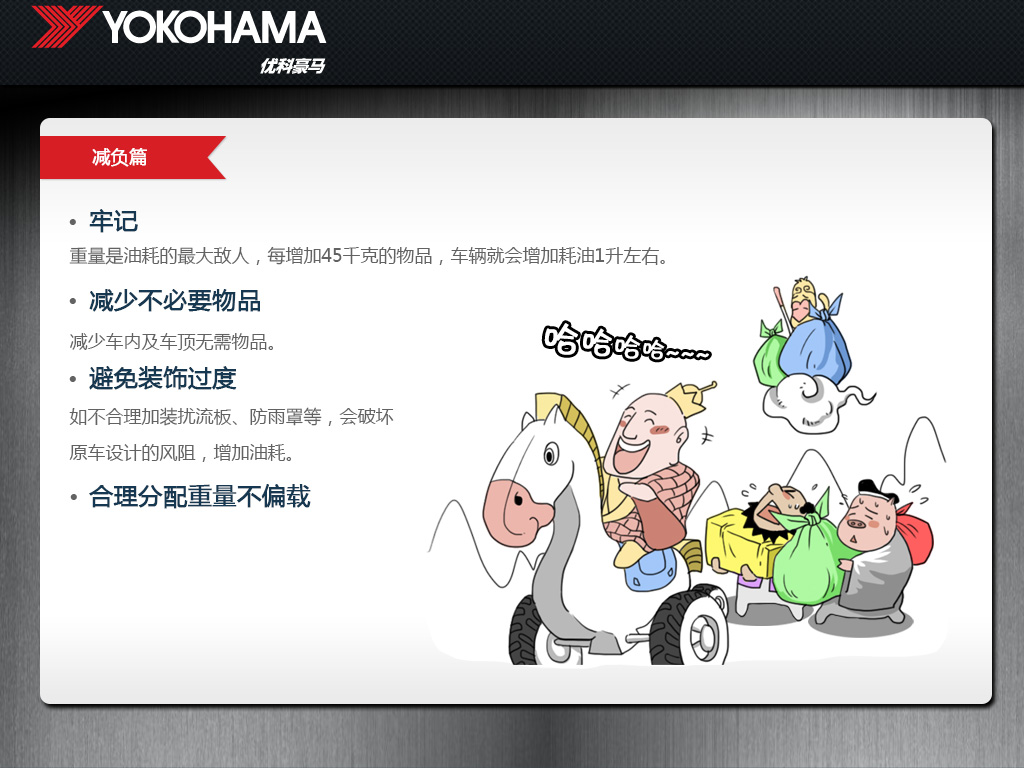 YOKOHAMA
优科豪马
减负篇
• 牢记
重量是油耗的最大敌人，每增加45千克的物品，车辆就会增加耗油1升左右。
• 减少不必要物品
减少车内及车顶无需物品。
• 避免装饰过度
如不合理加装扰流板、防雨罩等，会破坏
原车设计的风阻，增加油耗。
• 合理分配重量不偏载
哈哈哈哈~~~